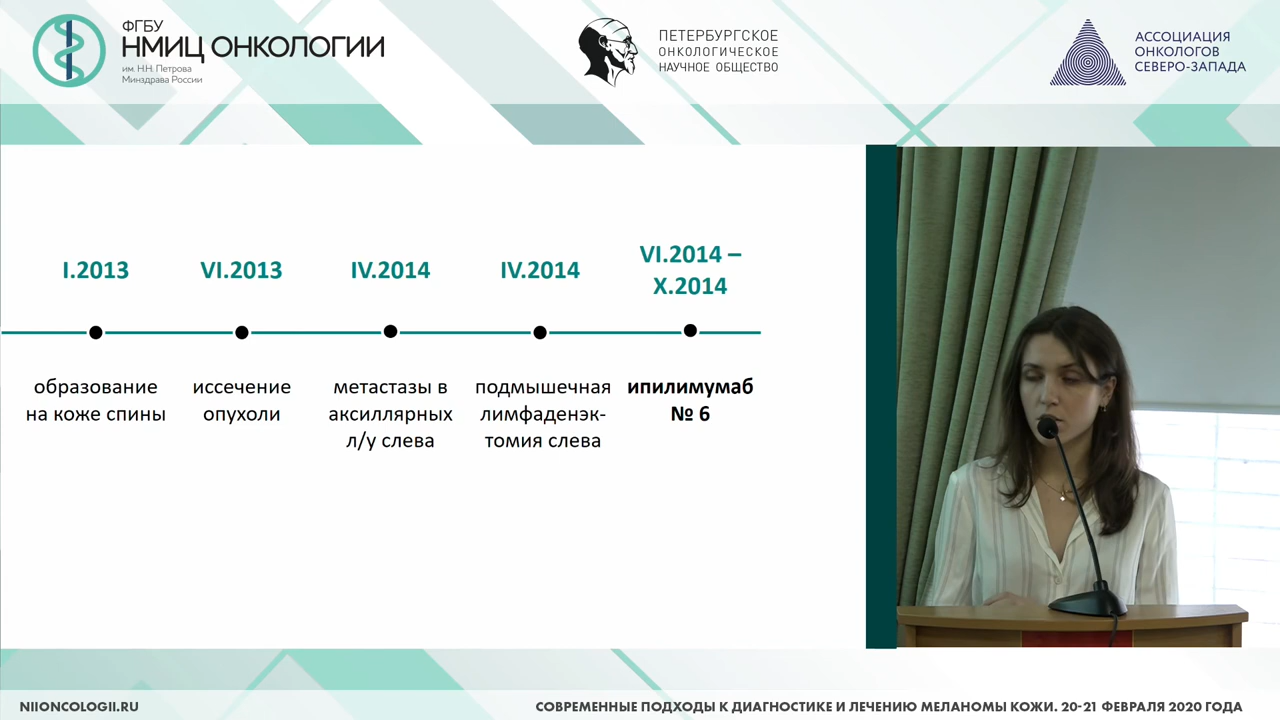 ФГБУ
НМИЦ ОНКОЛОГИИ
им. Н.Н. Петрова
Минздрава России
ПЕТЕРБУРГСКОЕ
ОНКОЛОГИЧЕСКОЕ
НАУЧНОЕ ОБЩЕСТВО
АССОЦИАЦИЯ
ОНКОЛОГОВ
СЕВЕРО-ЗАПАДА
I.2013
VI.2013
IV.2014
IV.2014
VI.2014 –
X.2014
образование
на коже спины
иссечение
опухоли
метастазы в
аксиллярных
л/у слева
подмышечная
лимфаденэк-
томия слева
ипилимумаб
№ 6
NIIONCOLOGII.RU
СОВРЕМЕННЫЕ ПОДХОДЫ К ДИАГНОСТИКЕ И ЛЕЧЕНИЮ МЕЛАНОМЫ КОЖИ. 20-21 ФЕВРАЛЯ 2020 ГОДА